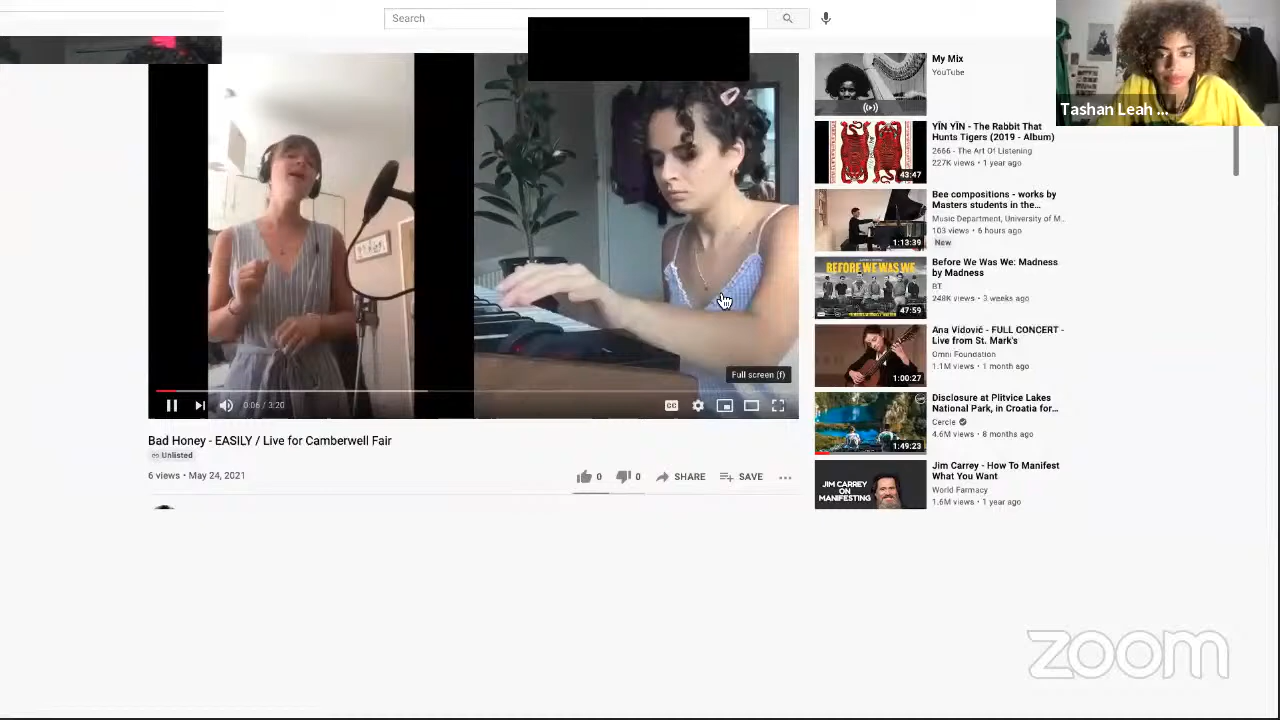 Search
Tashan Leah ...
Full screen (f)
0:06 / 3:20
CC
Bad Honey - EASILY / Live for Camberwell Fair
Unlisted
6 views • May 24, 2021
0
0
SHARE
SAVE
My Mix
YouTube
YĪN YĪN - The Rabbit That
Hunts Tigers (2019 - Album)
2666 - The Art Of Listening
227K views • 1 year ago
43:47
Bee compositions - works by
Masters students in the...
Music Department, University of M..
103 views • 6 hours ago
New
1:13:39
BEFORE WE WAS WE
Before We Was We: Madness
by Madness
BT
248K views • 3 weeks ago
47:59
Ana Vidović - FULL CONCERT -
Live from St. Mark's
Omni Foundation
1.1M views • 1 month ago
1:00:27
Disclosure at Plitvice Lakes
National Park, in Croatia for...
Cercle
4.6M views • 8 months ago
1:49:23
JIM CARREY
ON
MANIFESTING
Jim Carrey - How To Manifest
What You Want
World Farmacy
1.6M views • 1 year ago
zoom